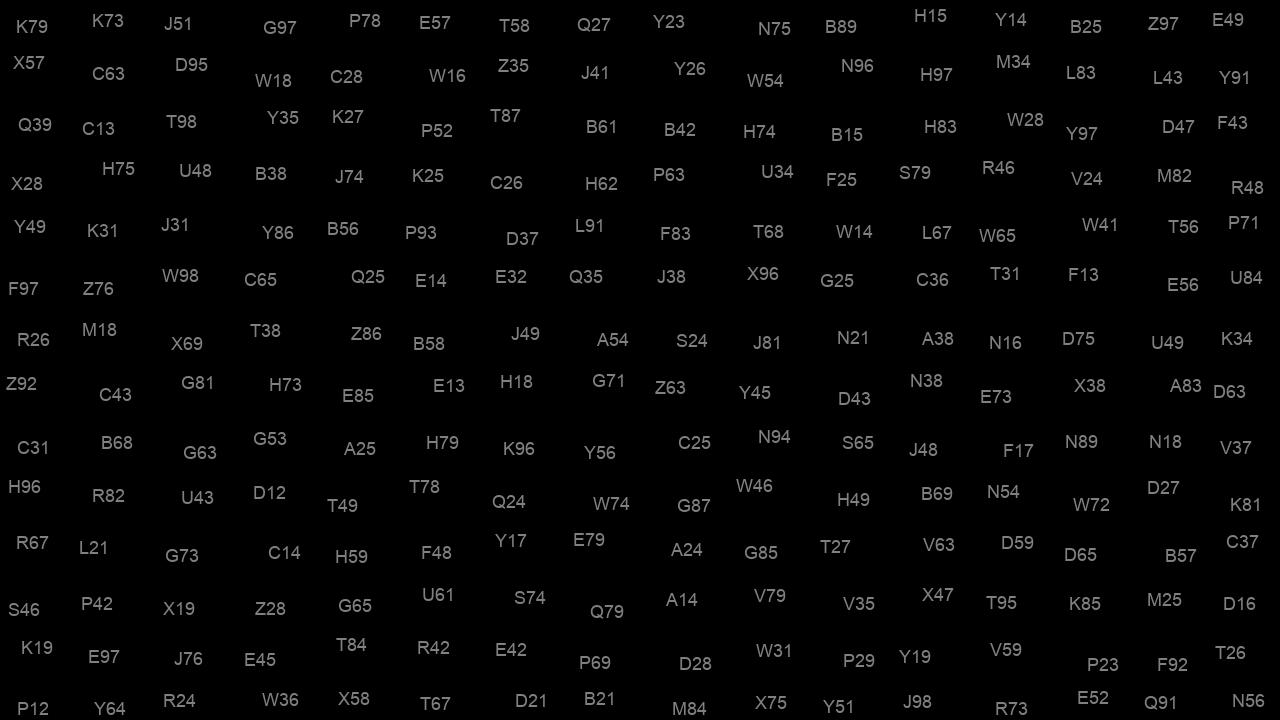 K79 K73 J51 G97 P78 E57 T58 Q27 Y23 N75 B89 H15 Y14 B25 Z97 E49
X57 C63 D95 W18 C28 W16 Z35 J41 Y26 W54 N96 H97 M34 L83 L43 Y91
Q39 C13 T98 Y35 K27 P52 T87 B61 B42 H74 B15 H83 W28 Y97 D47 F43
X28 H75 U48 B38 J74 K25 C26 H62 P63 U34 F25 S79 R46 V24 M82 R48
Y49 K31 J31 Y86 B56 P93 D37 L91 F83 T68 W14 L67 W65 W41 T56 P71
F97 Z76 W98 C65 Q25 E14 E32 Q35 J38 X96 G25 C36 T31 F13 E56 U84
R26 M18 X69 T38 Z86 B58 J49 A54 S24 J81 N21 A38 N16 D75 U49 K34
Z92 C43 G81 H73 E85 E13 H18 G71 Z63 Y45 D43 N38 E73 X38 A83 D63
C31 B68 G63 G53 A25 H79 K96 Y56 C25 N94 S65 J48 F17 N89 N18 V37
H96 R82 U43 D12 T49 T78 Q24 W74 G87 W46 H49 B69 N54 W72 D27 K81
R67 L21 G73 C14 H59 F48 Y17 E79 A24 G85 T27 V63 D59 D65 B57 C37
S46 P42 X19 Z28 G65 U61 S74 Q79 A14 V79 V35 X47 T95 K85 M25 D16
K19 E97 J76 E45 T84 R42 E42 P69 D28 W31 P29 Y19 V59 P23 F92 T26
P12 Y64 R24 W36 X58 T67 D21 B21 M84 X75 Y51 J98 R73 E52 Q91 N56